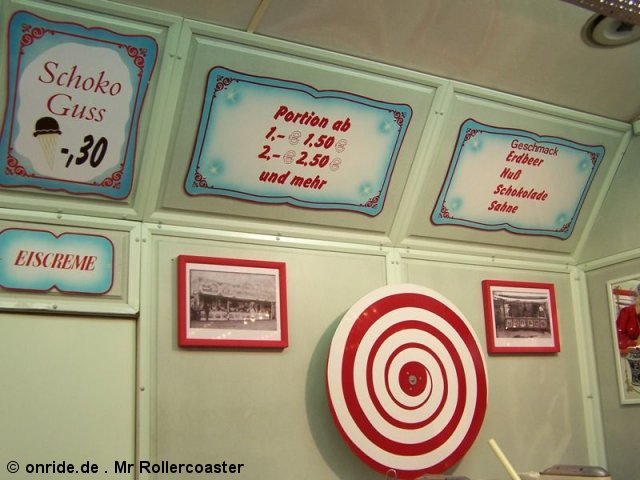 Schoko
Guss
-,30
Portion ab
1,- € 1,50 €
2,- € 2.50 €
und mehr
Geschmack
Erdbeer
Nuß
Schokolade
Sahne
EISCREME
© onride.de . Mr Rollercoaster